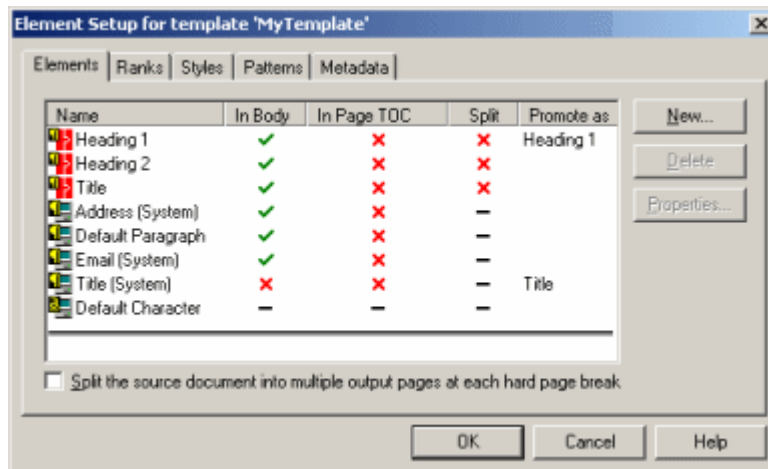 Element Setup for template 'MyTemplate'
Elements Ranks Styles Patterns Metadata
Name In Body In Page TOC Split Promote as
Heading 1 Heading 1
Heading 2
Title
Address (System)
Default Paragraph
Email (System)
Title (System) Title
Default Character
New...
Delete
Properties...
Split the source document into multiple output pages at each hard page break
OK Cancel Help